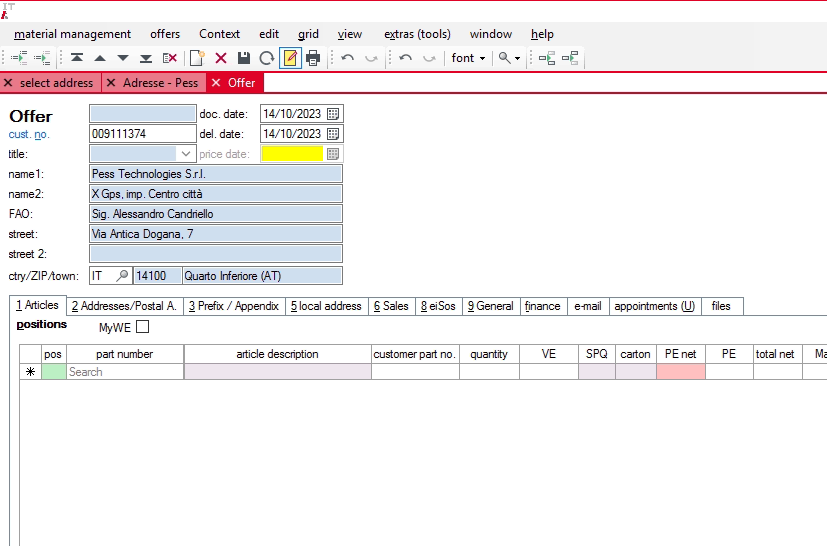 IT
material management offers Context edit grid view extras (tools) window help
font
select address Adresse - Pess Offer
Offer doc. date: 14/10/2023
cust. no. 009111374 del. date: 14/10/2023
title: price date:
name1: Pess Technologies S.r.l.
name2: X Gps, imp. Centro città
FAO: Sig. Alessandro Candriello
street: Via Antica Dogana, 7
street 2:
ctry/ZIP/town: IT 14100 Quarto Inferiore (AT)
1 Articles 2 Addresses/Postal A. 3 Prefix / Appendix 5 local address 6 Sales 8 eiSos 9 General finance e-mail appointments (U) files
positions MyWE
pos part number article description customer part no. quantity VE SPQ carton PE net PE total net Ma
Search